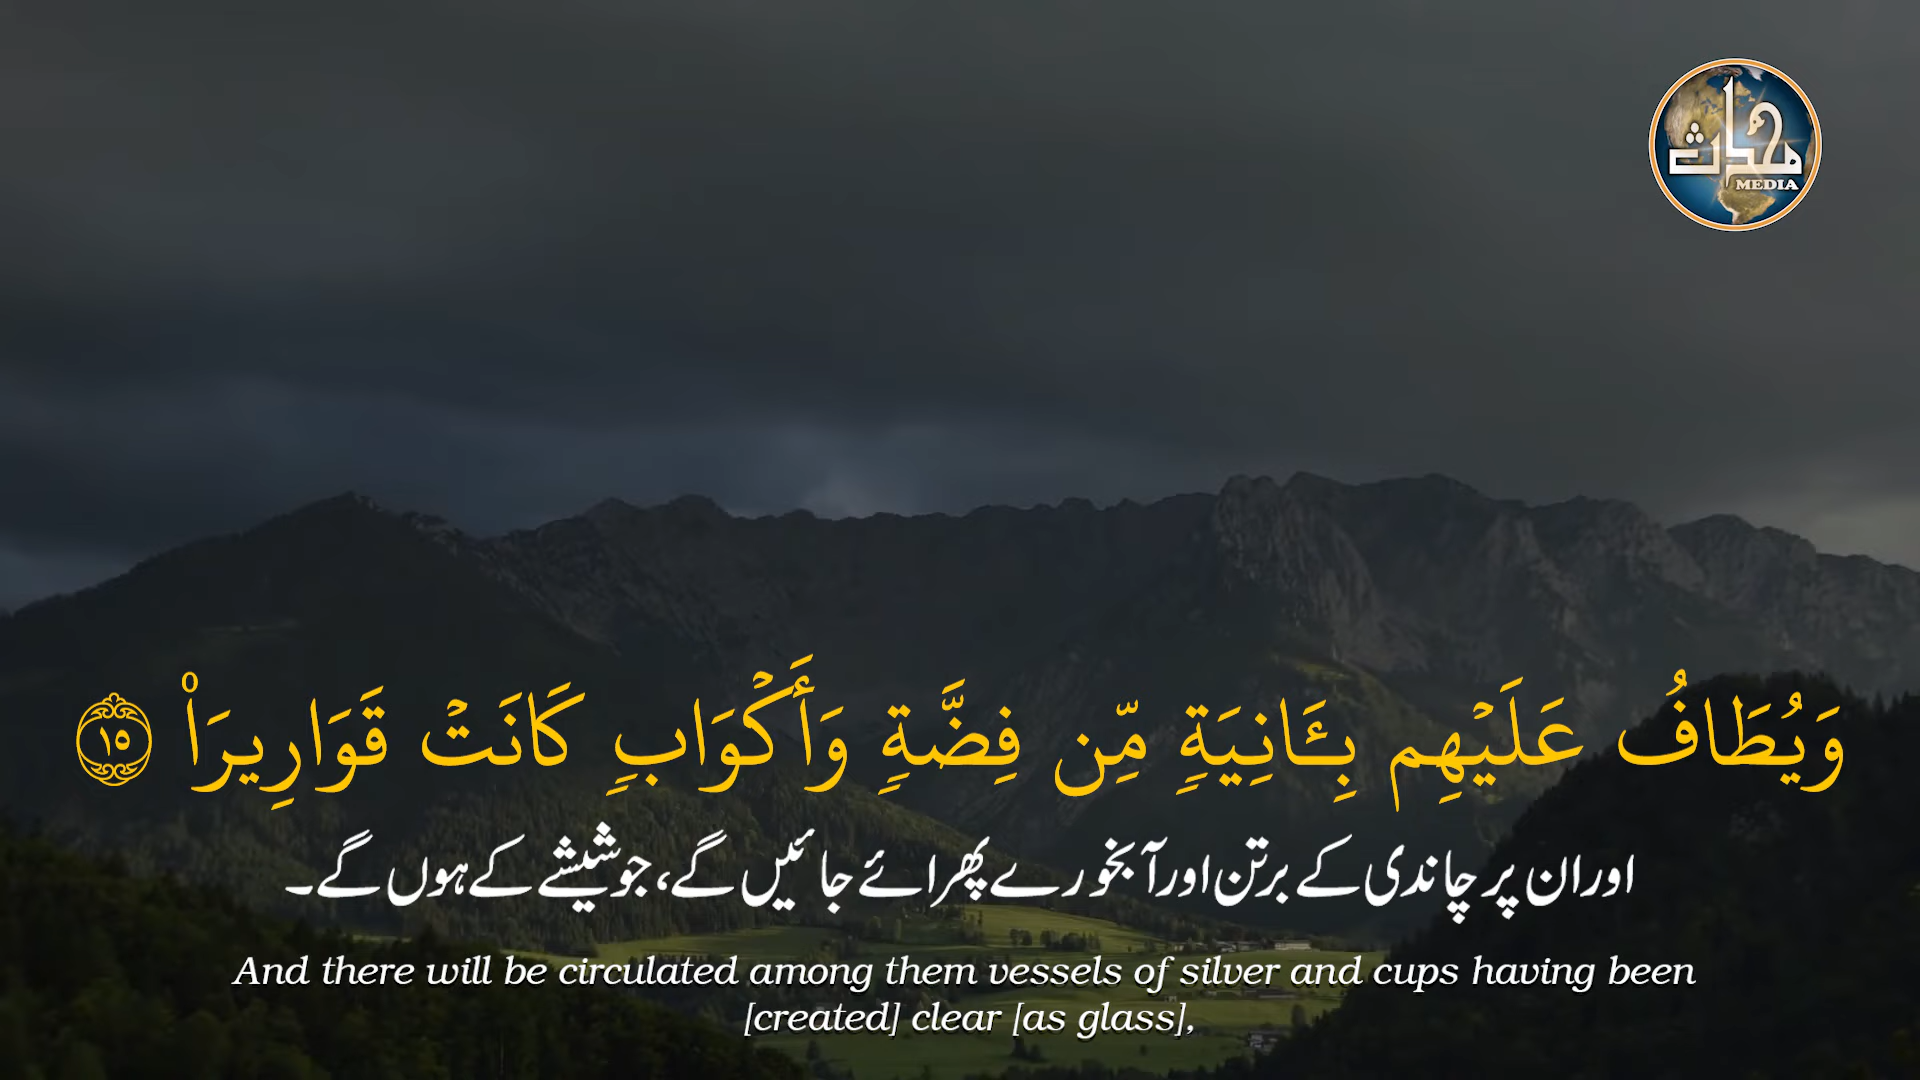 محدث
MEDIA
وَيُطَافُ عَلَيْهِم بِـَٔانِيَةٍ مِّن فِضَّةٍ وَأَكْوَابٍ كَانَتْ قَوَارِيرَا۠ ١٥
اور ان پر چاندی کے برتن اور آبخورے پھرائے جائیں گے، جو شیشے کے ہوں گے۔
And there will be circulated among them vessels of silver and cups having been
[created] clear [as glass],